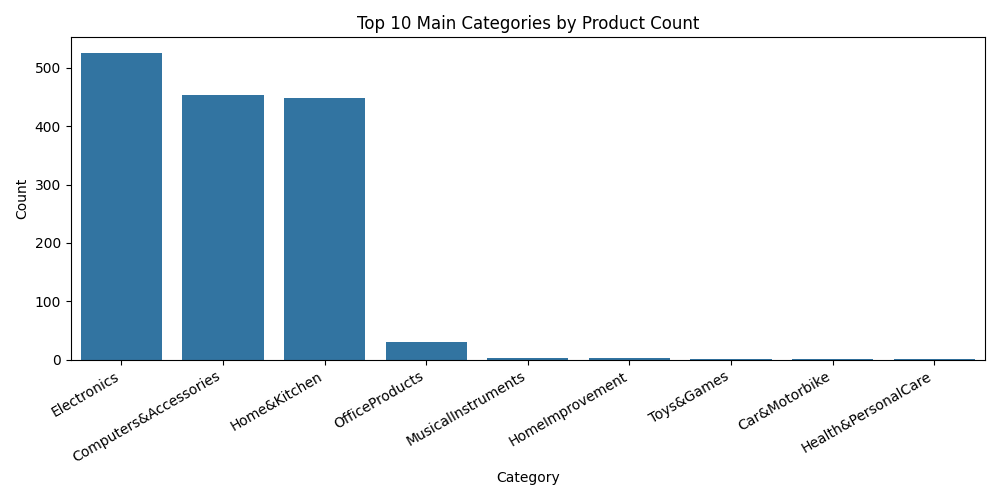 Top 10 Main Categories by Product Count
Count
500
400
300
200
100
0
Electronics
Computers&Accessories
Home&Kitchen
OfficeProducts
MusicalInstruments
HomeImprovement
Toys&Games
Car&Motorbike
Health&PersonalCare
Category